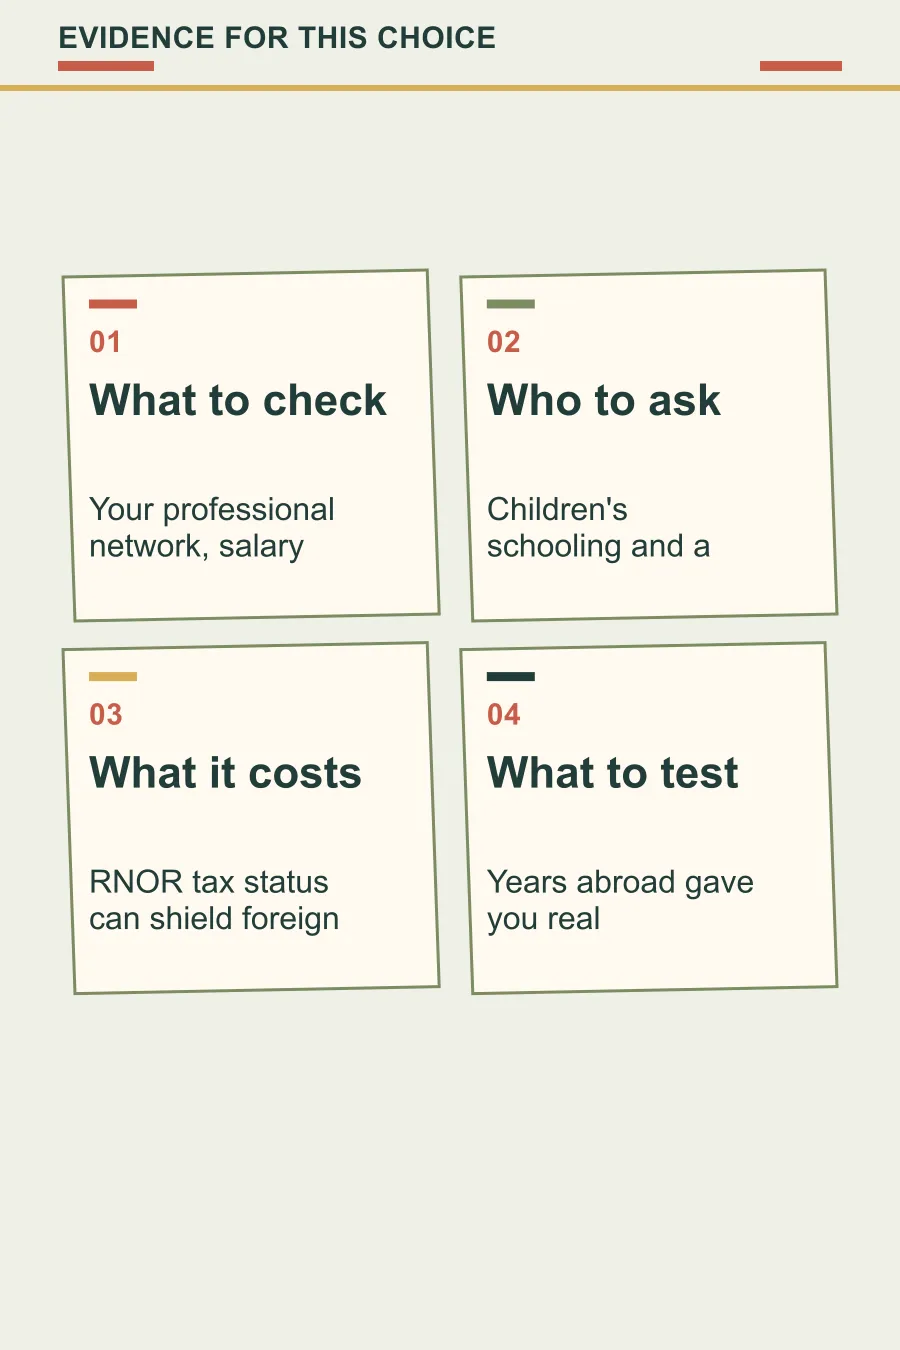 EVIDENCE FOR THIS CHOICE
01
What to check
Your professional
network, salary
02
Who to ask
Children's
schooling and a
03
What it costs
RNOR tax status
can shield foreign
04
What to test
Years abroad gave
you real